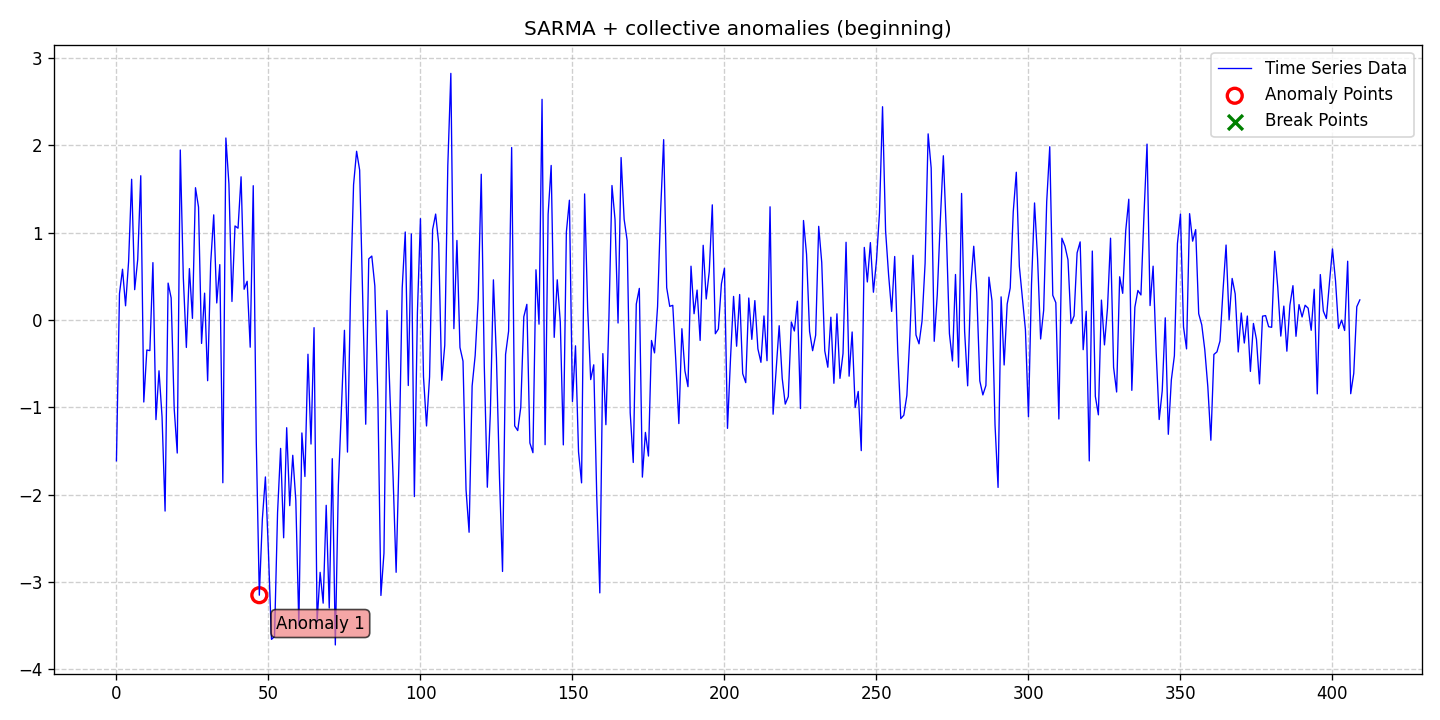 SARMA + collective anomalies (beginning)
Time Series Data
Anomaly Points
Break Points
3
2
1
0
−1
−2
−3
−4
Anomaly 1
0 50 100 150 200 250 300 350 400